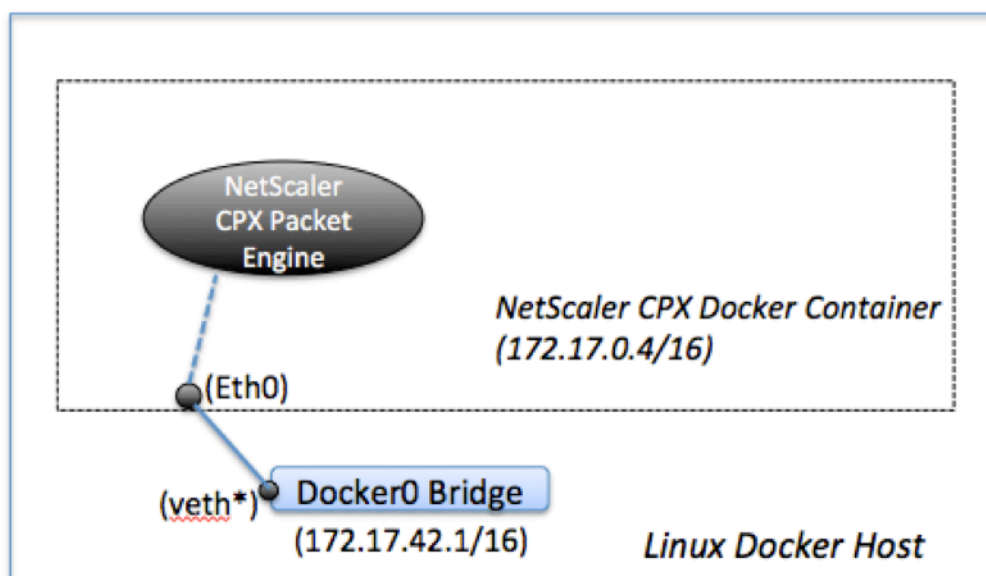 NetScaler
CPX Packet
Engine
NetScaler CPX Docker Container
(172.17.0.4/16)
(Eth0)
(veth*)
Docker0 Bridge
(172.17.42.1/16)
Linux Docker Host